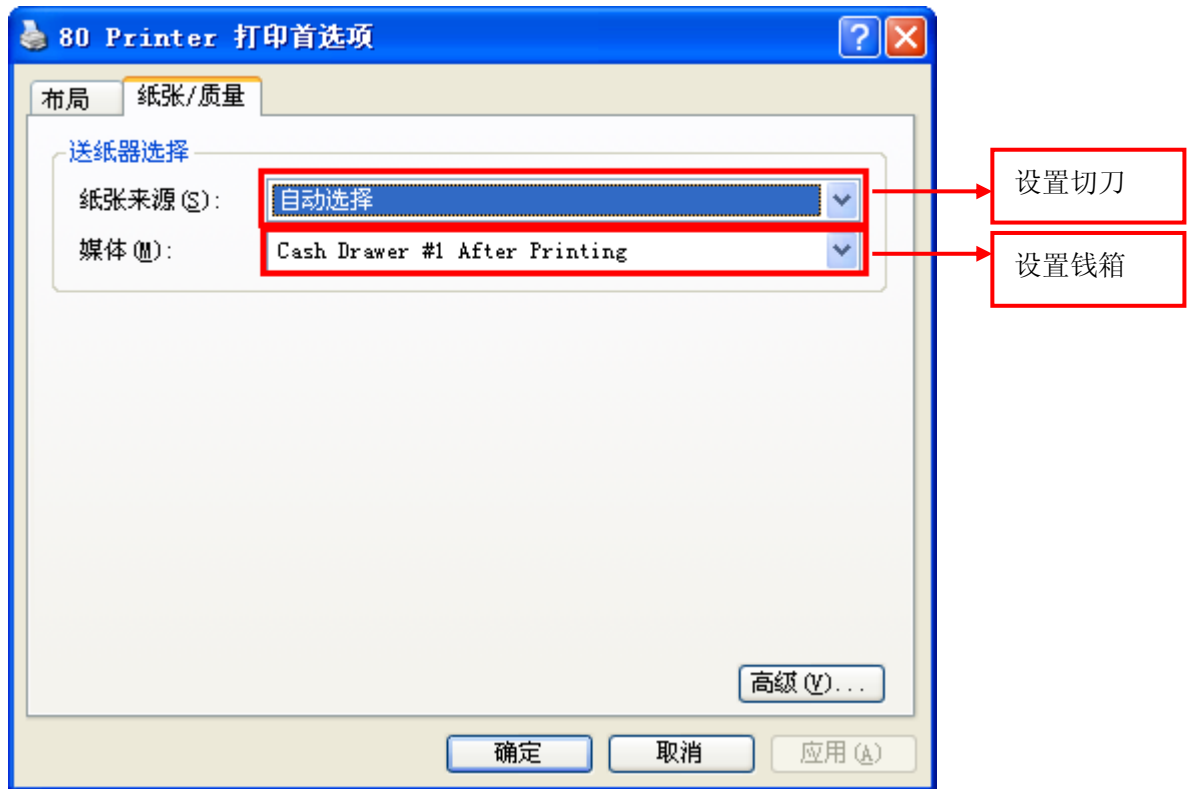 80 Printer 打印首选项
布局
纸张/质量
送纸器选择
纸张来源(S):
自动选择
设置切刀
媒体(M):
Cash Drawer #1 After Printing
设置钱箱
高级(V)...
确定
取消
应用(A)